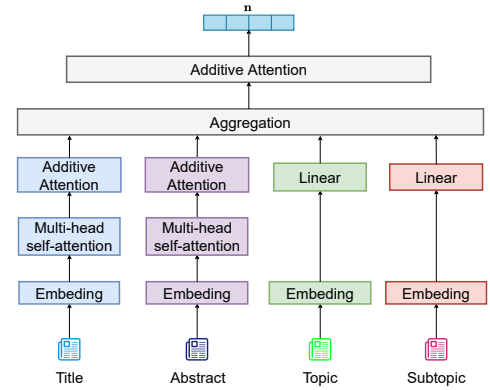 n
Additive Attention
Aggregation
Additive
Attention
Additive
Attention
Linear
Linear
Multi-head
self-attention
Multi-head
self-attention
Embeding
Embeding
Embeding
Embeding
Title
Abstract
Topic
Subtopic